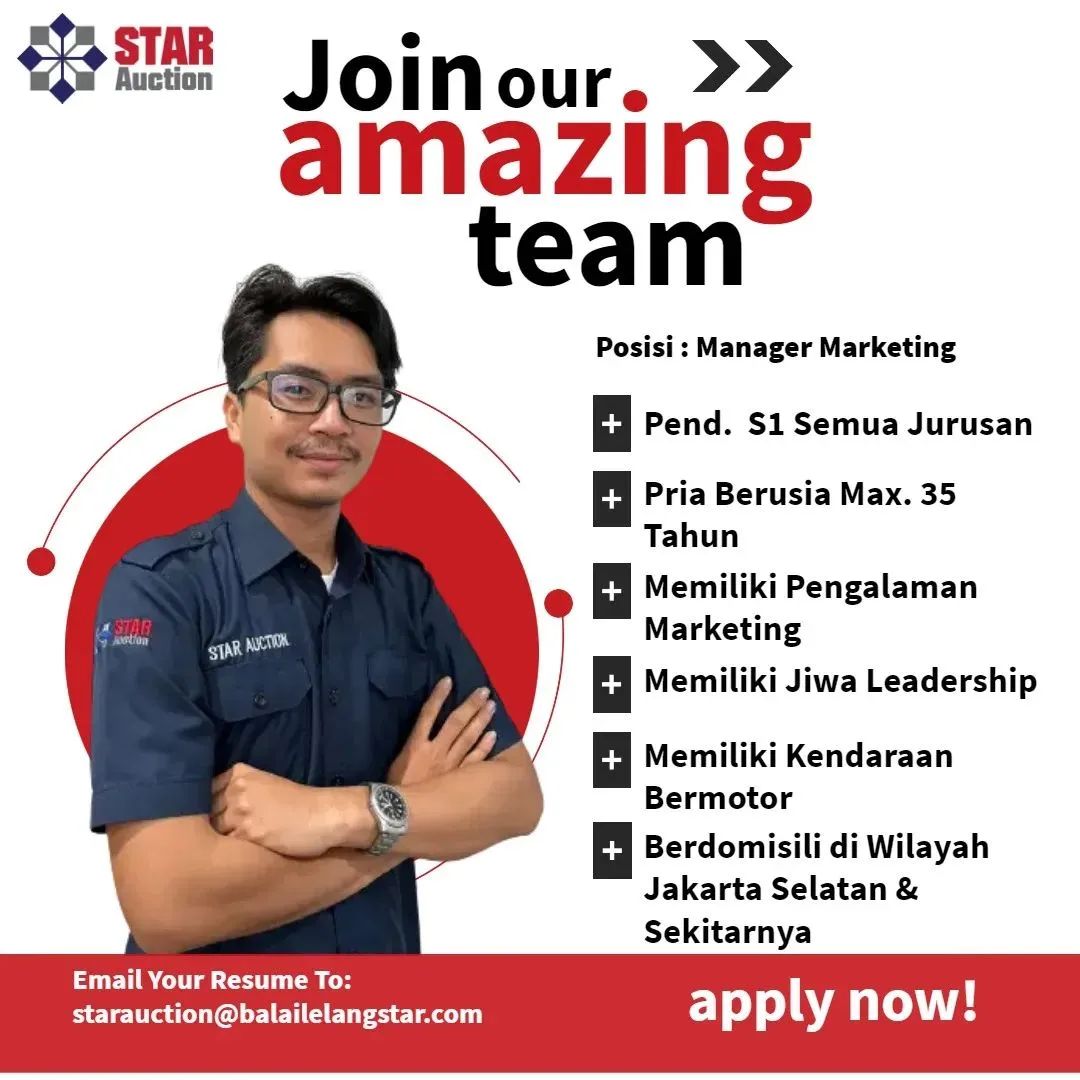 STAR
Auction
Join our
amazing
team
Posisi : Manager Marketing
+ Pend. S1 Semua Jurusan
+ Pria Berusia Max. 35
Tahun
+ Memiliki Pengalaman
Marketing
+ Memiliki Jiwa Leadership
+ Memiliki Kendaraan
Bermotor
+ Berdomisili di Wilayah
Jakarta Selatan &
Sekitarnya
STAR
Auction
STAR AUCTION
Email Your Resume To:
starauction@balailelangstar.com
apply now!